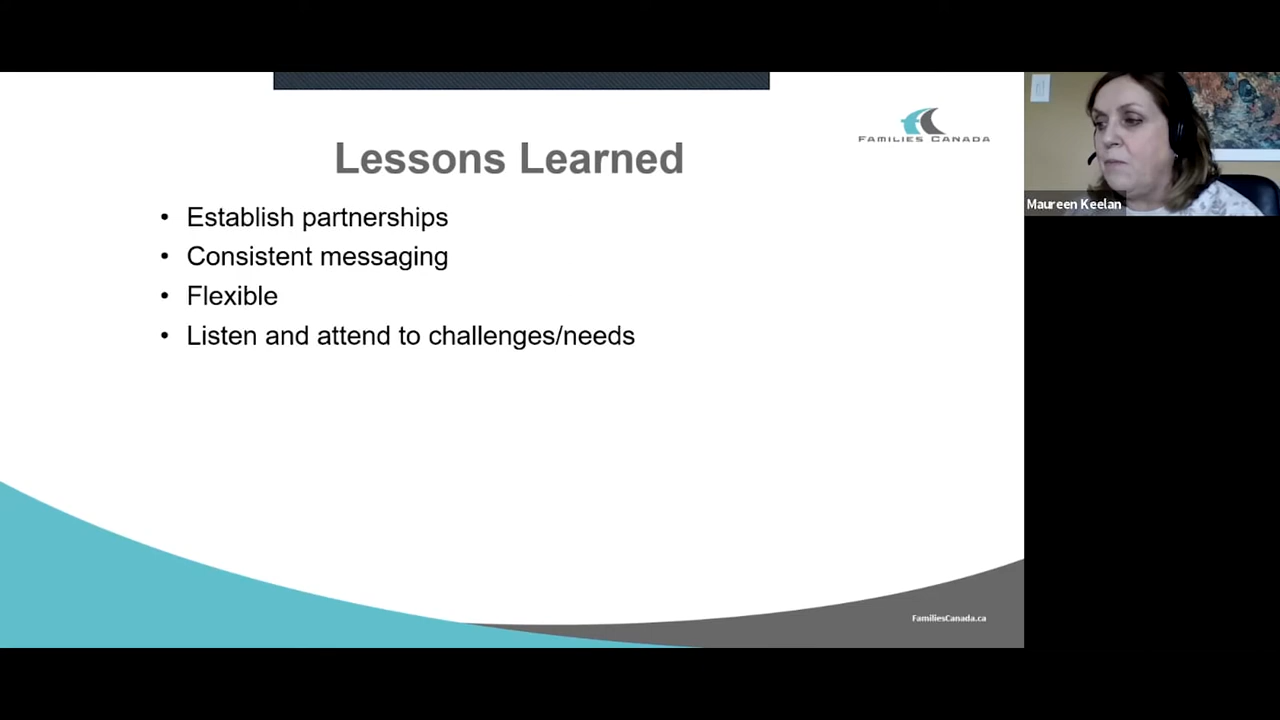 FAMILIES CANADA
Lessons Learned
• Establish partnerships
• Consistent messaging
• Flexible
• Listen and attend to challenges/needs
FamiliesCanada.ca
Maureen Keelan